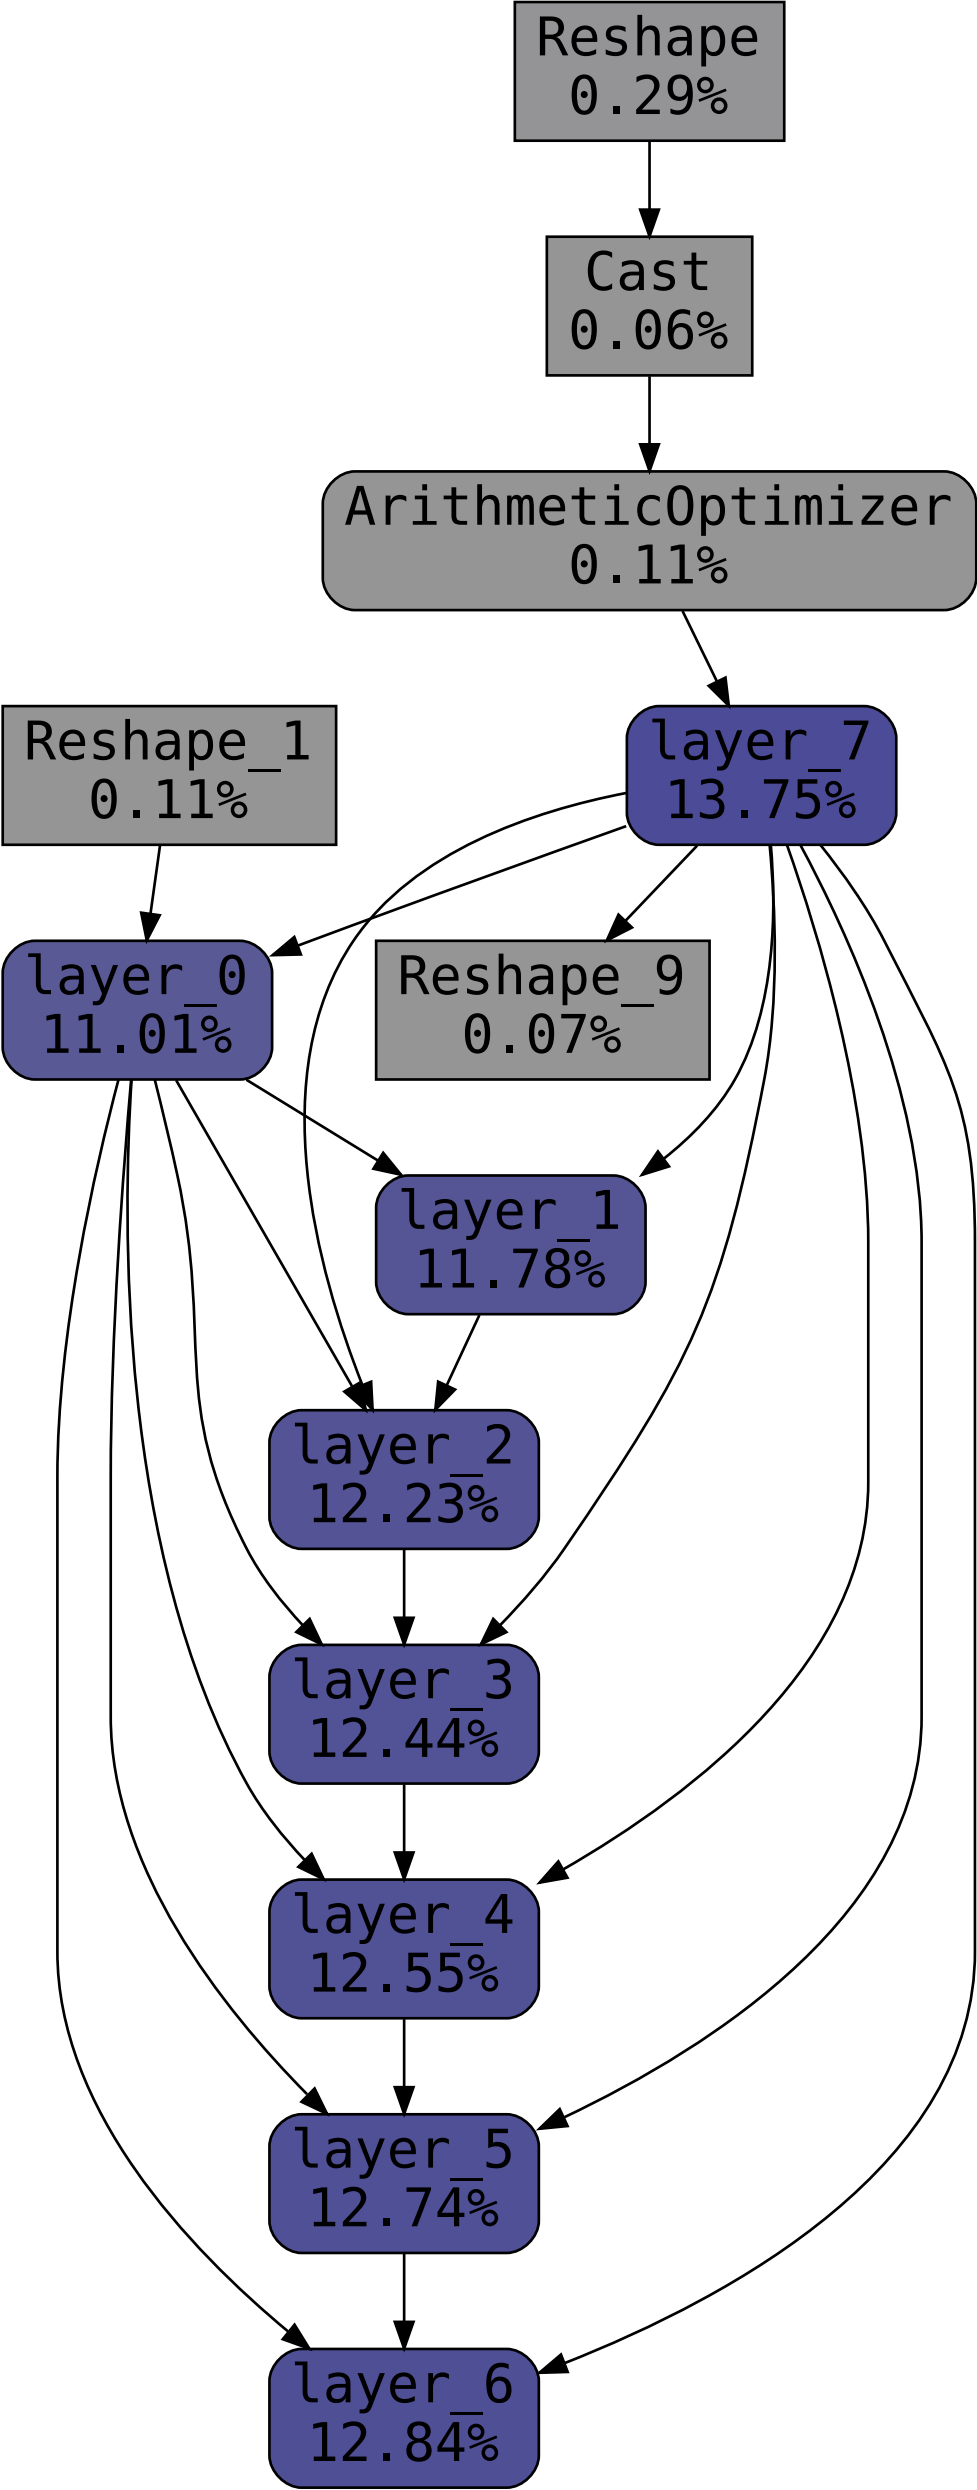 Reshape
0.29%
Cast
0.06%
ArithmeticOptimizer
0.11%
Reshape_1
0.11%
layer_7
13.75%
layer_0
11.01%
Reshape_9
0.07%
layer_1
11.78%
layer_2
12.23%
layer_3
12.44%
layer_4
12.55%
layer_5
12.74%
layer_6
12.84%